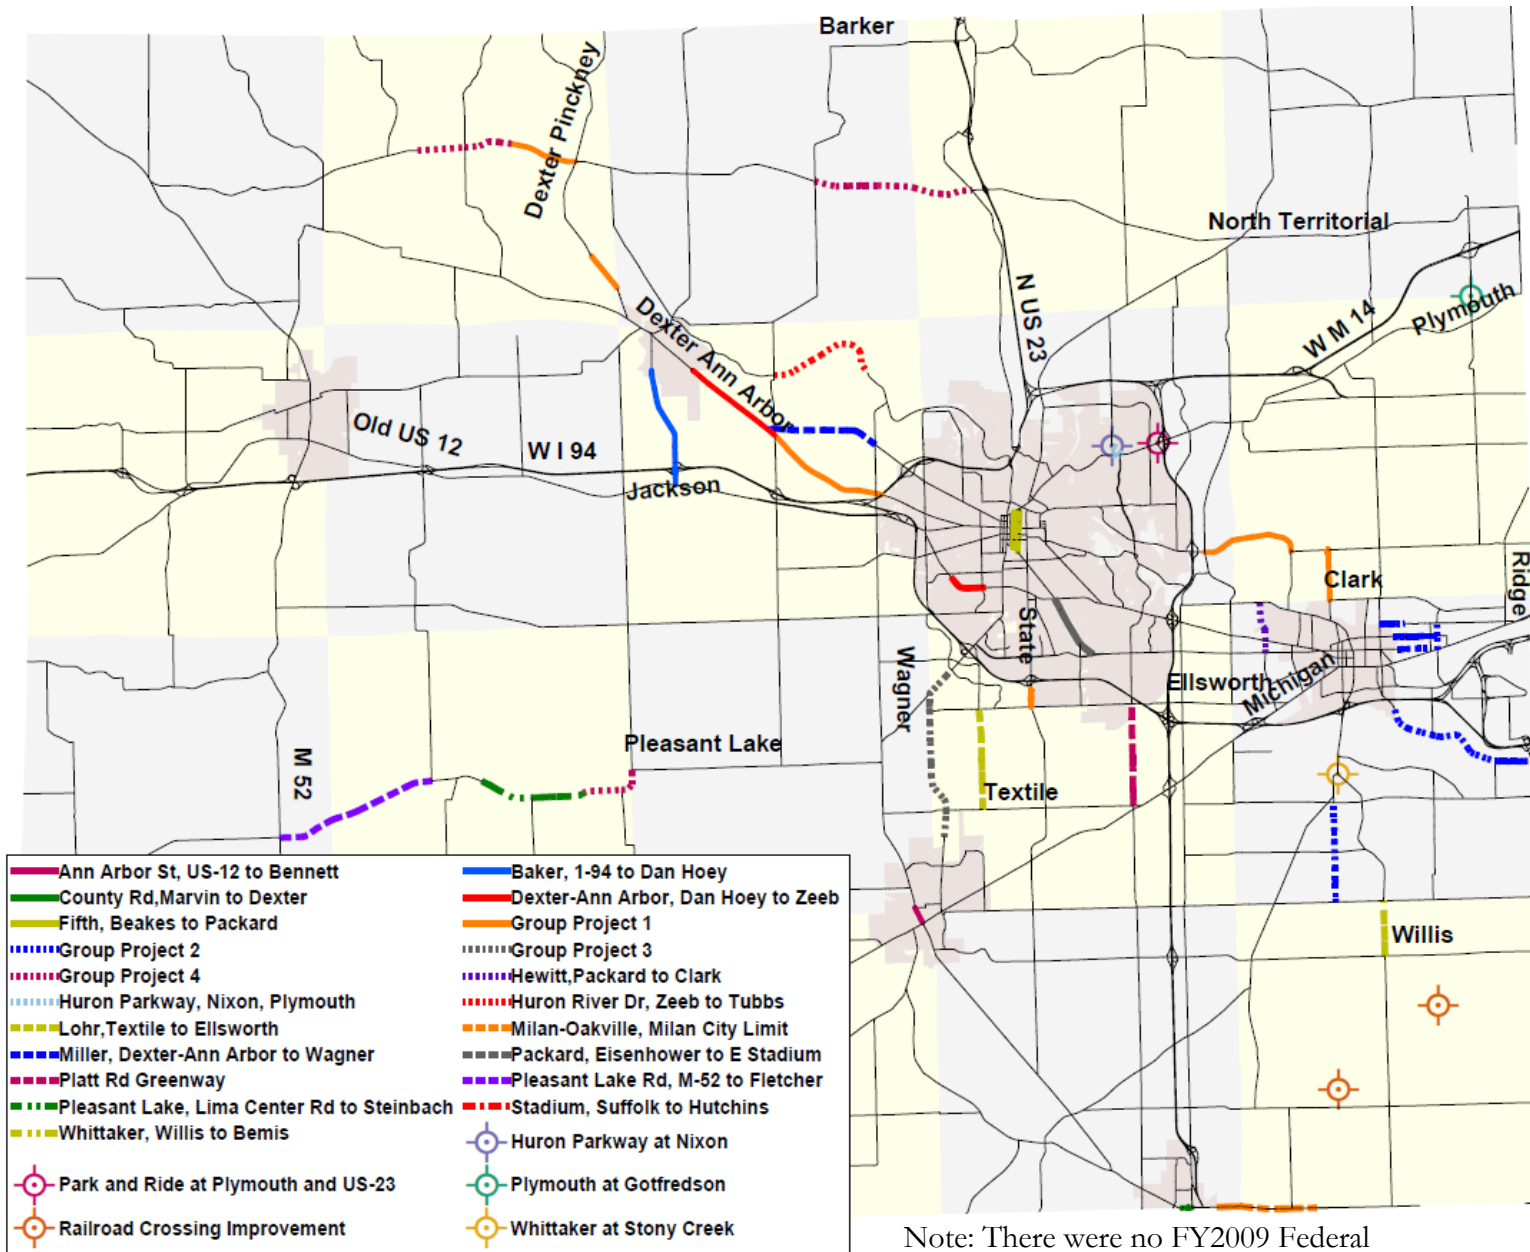 Barker
Dexter Pinckney
North Territorial
N US 23
W M 14
Plymouth
Dexter Ann Arbor
Old US 12
W I 94
Jackson
Clark
Ridge
State
Wagner
Ellsworth
Michigan
M 52
Pleasant Lake
Textile
Willis
Ann Arbor St, US-12 to Bennett
Baker, 1-94 to Dan Hoey
County Rd,Marvin to Dexter
Dexter-Ann Arbor, Dan Hoey to Zeeb
Fifth, Beakes to Packard
Group Project 1
Group Project 2
Group Project 3
Group Project 4
Hewitt,Packard to Clark
Huron Parkway, Nixon, Plymouth
Huron River Dr, Zeeb to Tubbs
Lohr,Textile to Ellsworth
Milan-Oakville, Milan City Limit
Miller, Dexter-Ann Arbor to Wagner
Packard, Eisenhower to E Stadium
Platt Rd Greenway
Pleasant Lake Rd, M-52 to Fletcher
Pleasant Lake, Lima Center Rd to Steinbach
Stadium, Suffolk to Hutchins
Whittaker, Willis to Bemis
Huron Parkway at Nixon
Park and Ride at Plymouth and US-23
Plymouth at Gotfredson
Railroad Crossing Improvement
Whittaker at Stony Creek
Note: There were no FY2009 Federal